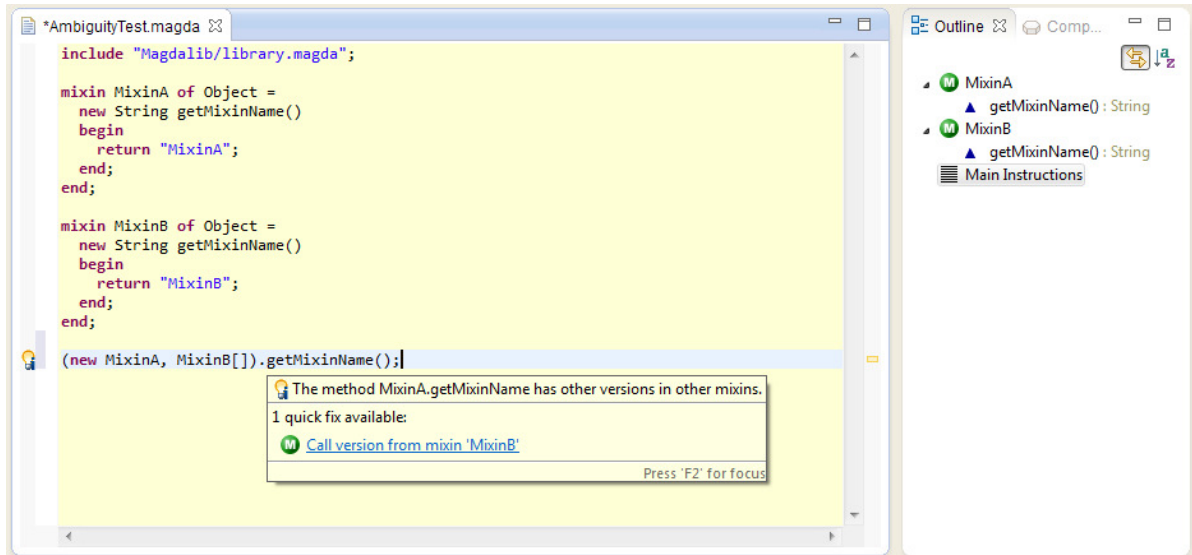 *AmbiguityTest.magda
include "Magdalib/library.magda";
mixin MixinA of Object =
new String getMixinName()
begin
return "MixinA";
end;
end;
mixin MixinB of Object =
new String getMixinName()
begin
return "MixinB";
end;
end;
(new MixinA, MixinB[]).getMixinName();
The method MixinA.getMixinName has other versions in other mixins.
1 quick fix available:
M Call version from mixin 'MixinB'
Press 'F2' for focus
Outline Comp...
a
z
M MixinA
getMixinName() : String
M MixinB
getMixinName() : String
Main Instructions